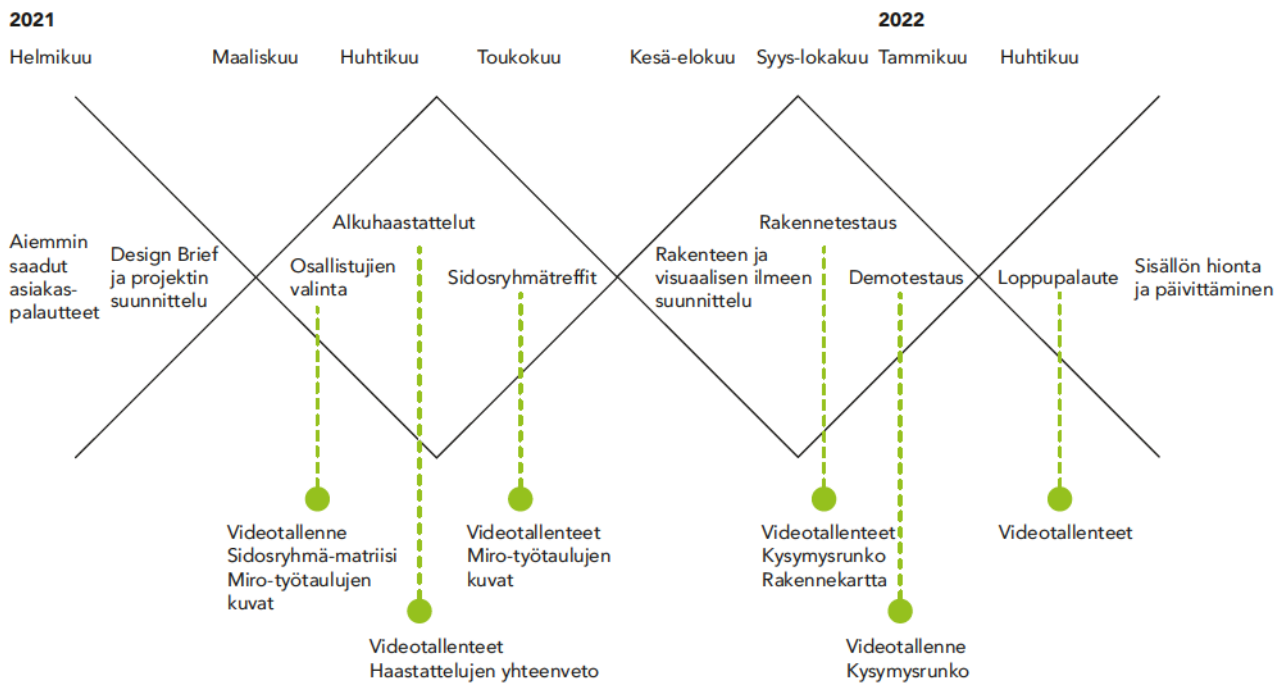 2021
2022
Helmikuu
Maaliskuu
Huhtikuu
Toukokuu
Kesä-elokuu
Syys-lokakuu
Tammikuu
Huhtikuu
Aiemmin
saadut
asiakas-
palautteet
Design Brief
ja projektin
suunnittelu
Osallistujien
valinta
Alkuhaastattelut
Sidosryhmätreffit
Rakenteen ja
visuaalisen ilmeen
suunnittelu
Rakennetestaus
Demotestaus
Loppupalaute
Sisällön hionta
ja päivittäminen
Videotallenne
Sidosryhmä-matriisi
Miro-työtaulujen
kuvat
Videotallenteet
Haastattelujen yhteenveto
Videotallenteet
Miro-työtaulujen
kuvat
Videotallenteet
Kysymysrunko
Rakennekartta
Videotallenne
Kysymysrunko
Videotallenteet